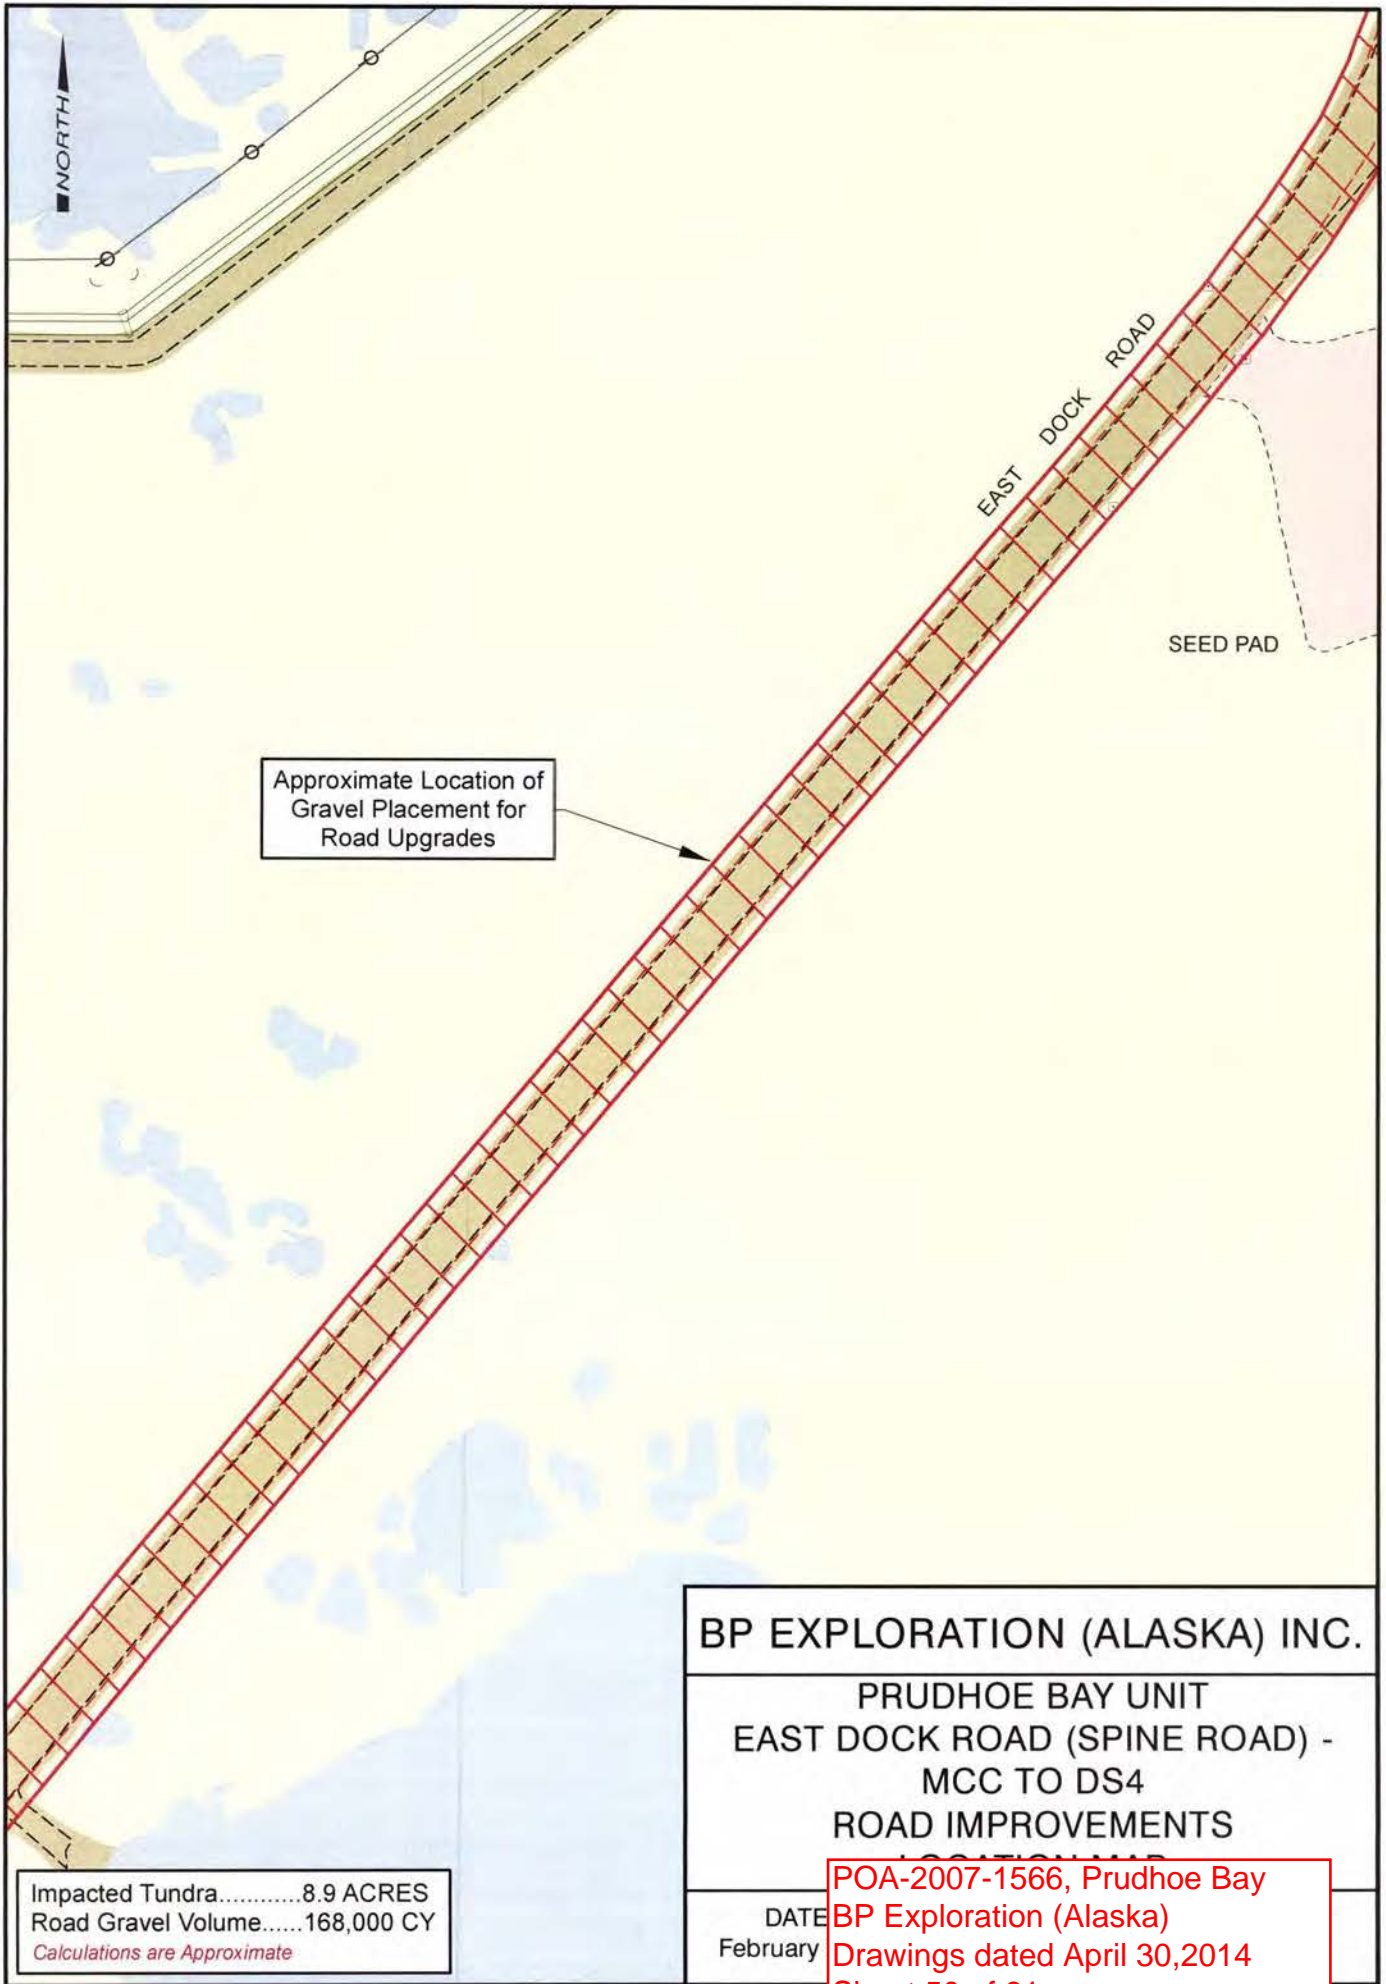 NORTH
EAST DOCK ROAD
SEED PAD
Approximate Location of
Gravel Placement for
Road Upgrades
BP EXPLORATION (ALASKA) INC.
PRUDHOE BAY UNIT
EAST DOCK ROAD (SPINE ROAD) -
MCC TO DS4
ROAD IMPROVEMENTS
LOCATION MAP
DATE
February
POA-2007-1566, Prudhoe Bay
BP Exploration (Alaska)
Drawings dated April 30,2014
Impacted Tundra............8.9 ACRES
Road Gravel Volume......168,000 CY
Calculations are Approximate